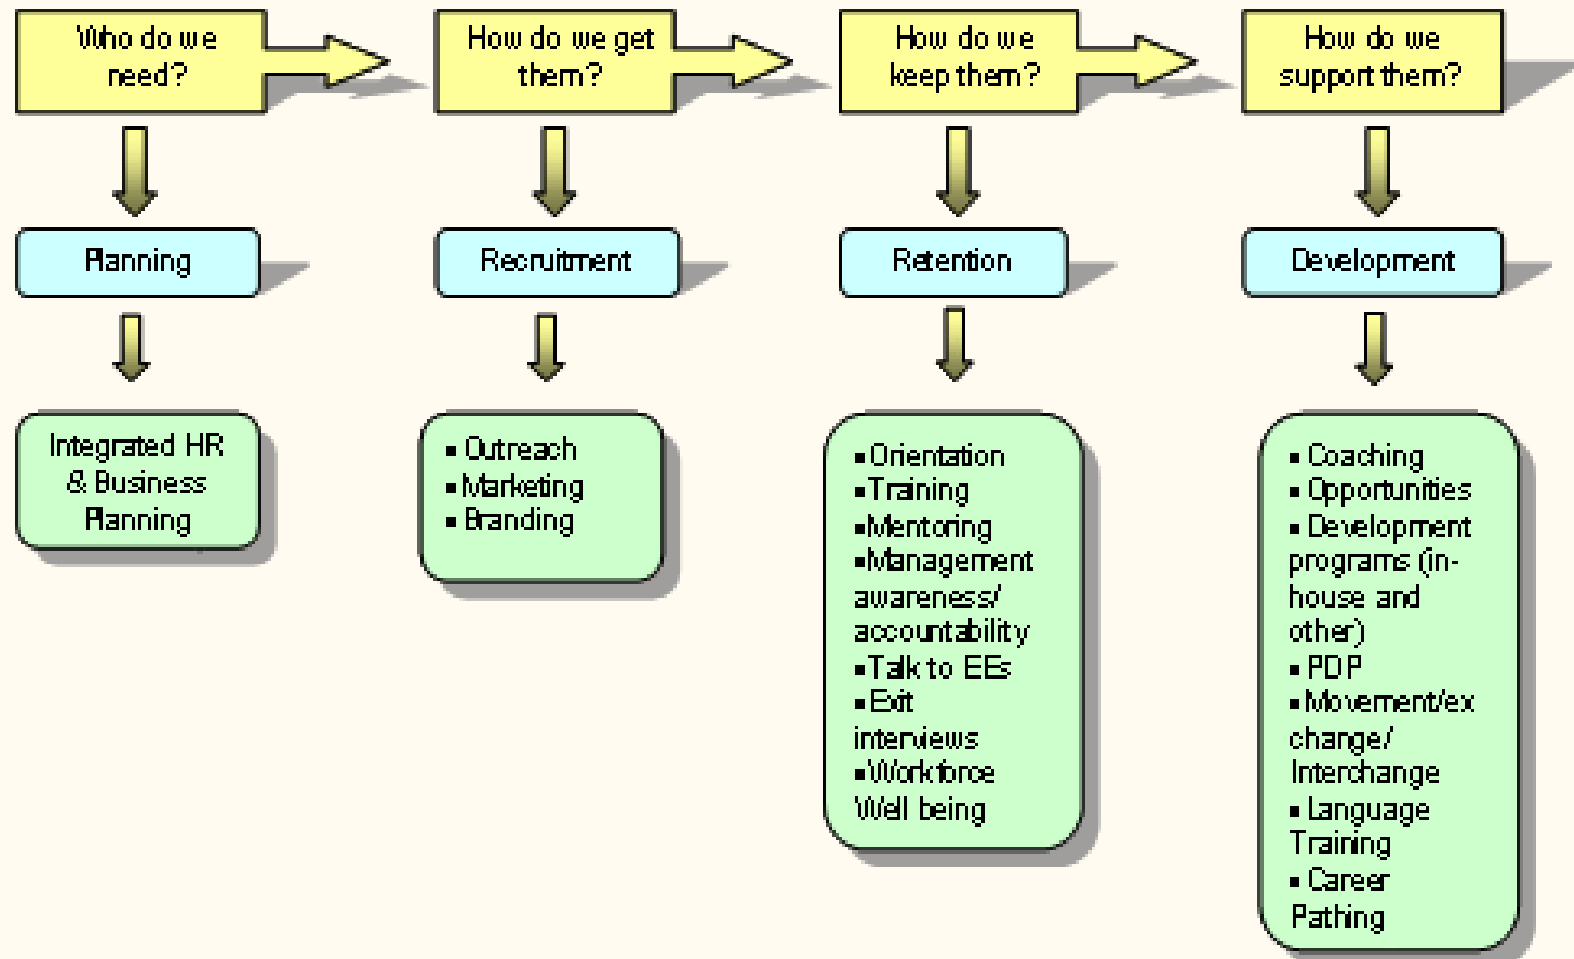 Who do we
need?
How do we get
them?
How do we
keep them?
How do we
support them?
Planning
Recruitment
Retention
Development
Integrated HR
& Business
Planning
▪ Outreach
▪ Marketing
▪ Branding
▪ Orientation
▪ Training
▪ Mentoring
▪ Management
awareness/
accountability
▪ Talk to EEs
▪ Exit
interviews
▪ Workforce
Well being
▪ Coaching
▪ Opportunities
▪ Development
programs (in-
house and
other)
▪ PDP
▪ Movement/ex
change/
Interchange
▪ Language
Training
▪ Career
Pathing